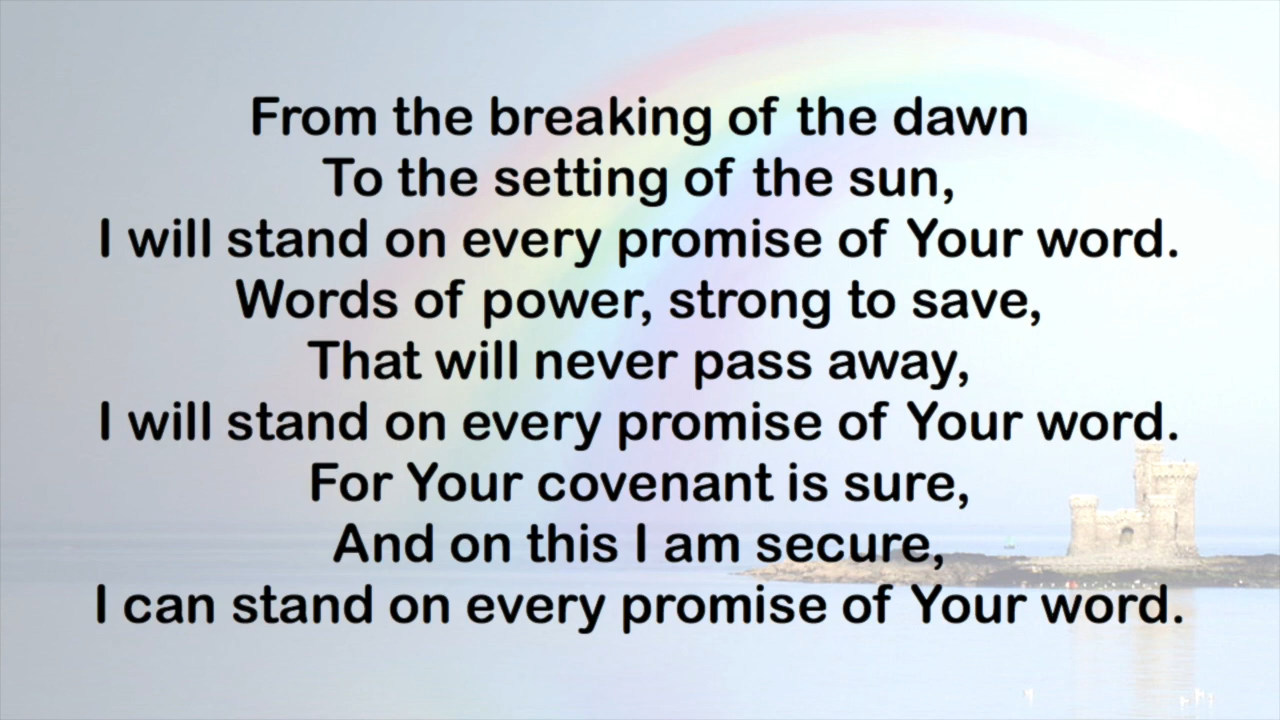 From the breaking of the dawn
To the setting of the sun,
I will stand on every promise of Your word.
Words of power, strong to save,
That will never pass away,
I will stand on every promise of Your word.
For Your covenant is sure,
And on this I am secure,
I can stand on every promise of Your word.